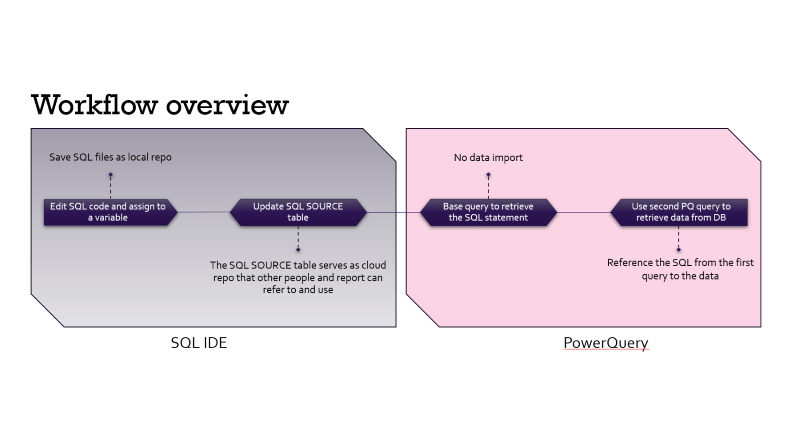 Workflow overview
Save SQL files as local repo
No data import
Edit SQL code and assign to
a variable
Update SQL SOURCE
table
Base query to retrieve
the SQL statement
Use second PQ query to
retrieve data from DB
The SQL SOURCE table serves as cloud
repo that other people and report can
refer to and use
Reference the SQL from the first
query to the data
SQL IDE
PowerQuery